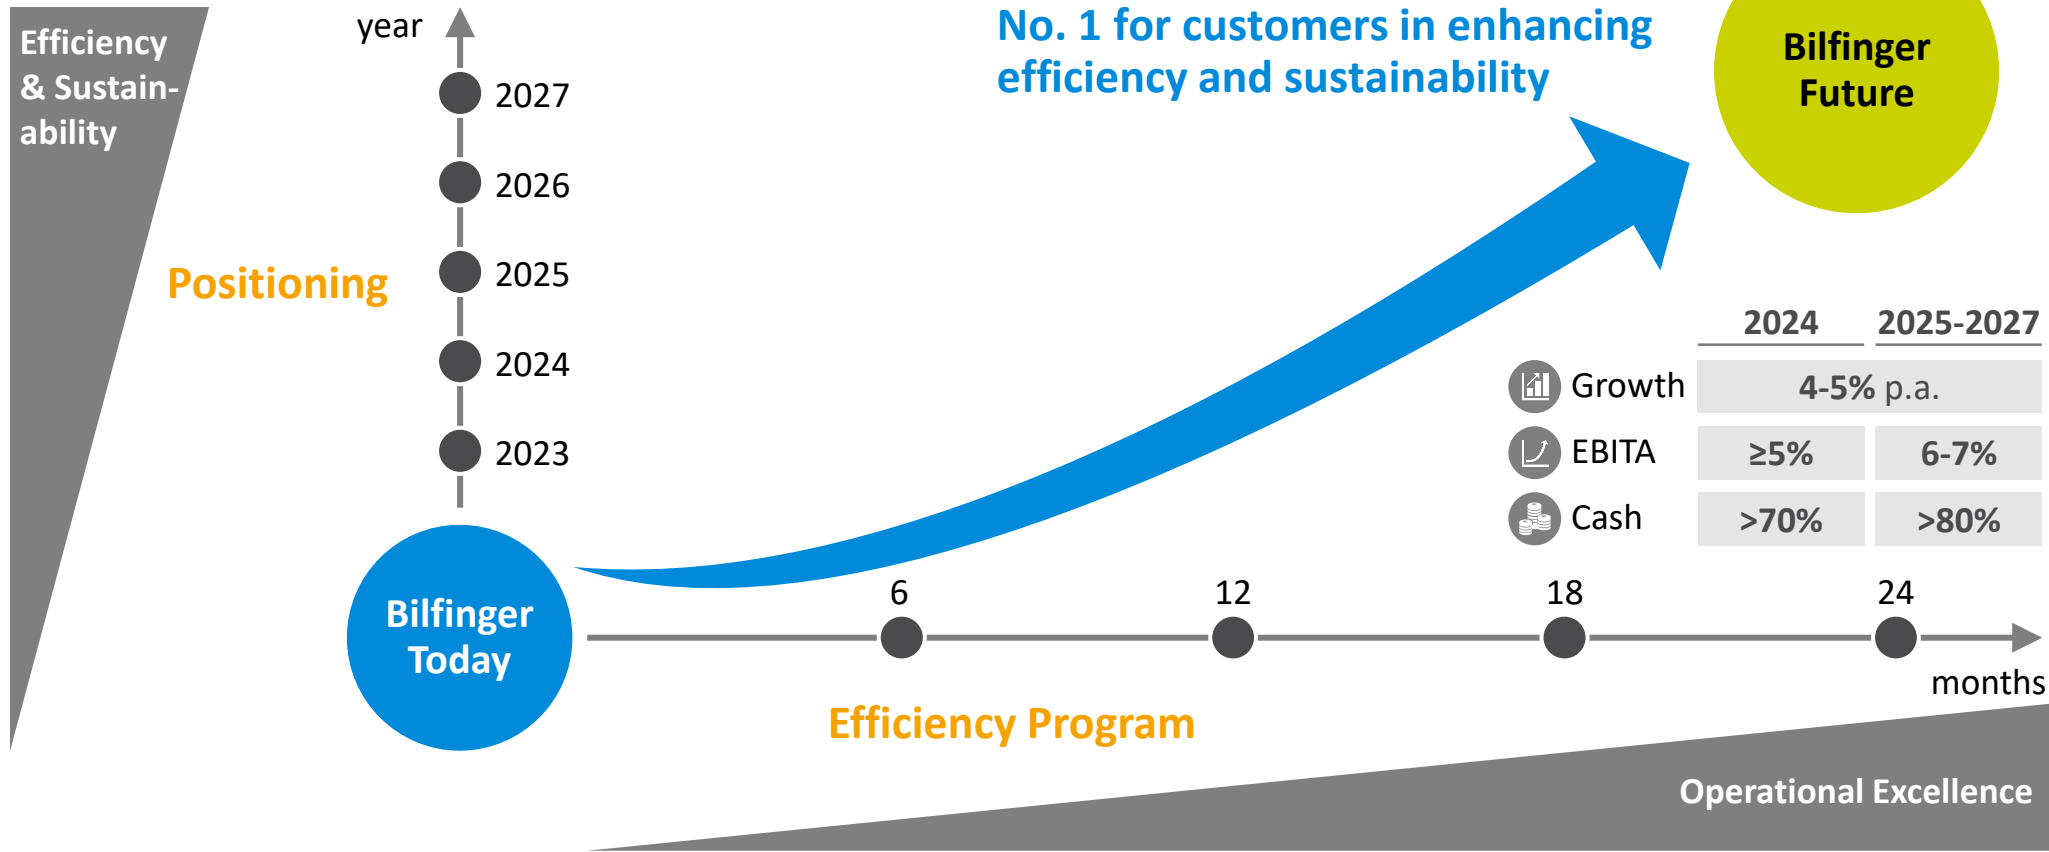 Efficiency
& Sustain-
ability
year
2027
2026
2025
2024
2023
Positioning
No. 1 for customers in enhancing
efficiency and sustainability
Bilfinger
Future
2024 2025-2027
Growth 4-5% p.a.
EBITA ≥5% 6-7%
Cash >70% >80%
Bilfinger
Today
6 12 18 24
months
Efficiency Program
Operational Excellence